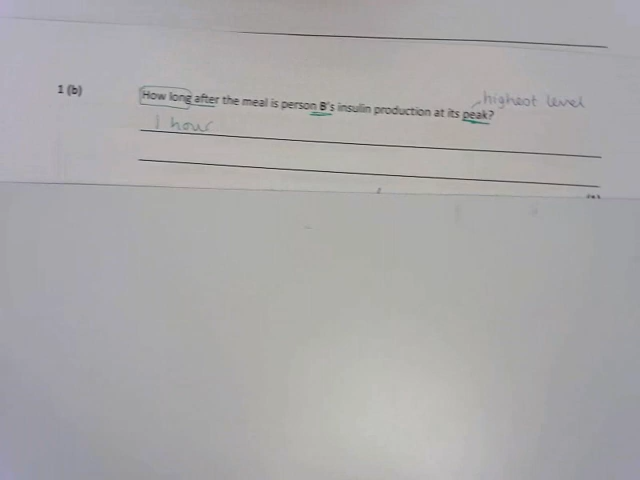 highest level
1 (b) How long after the meal is person B's insulin production at its peak?
1 hour